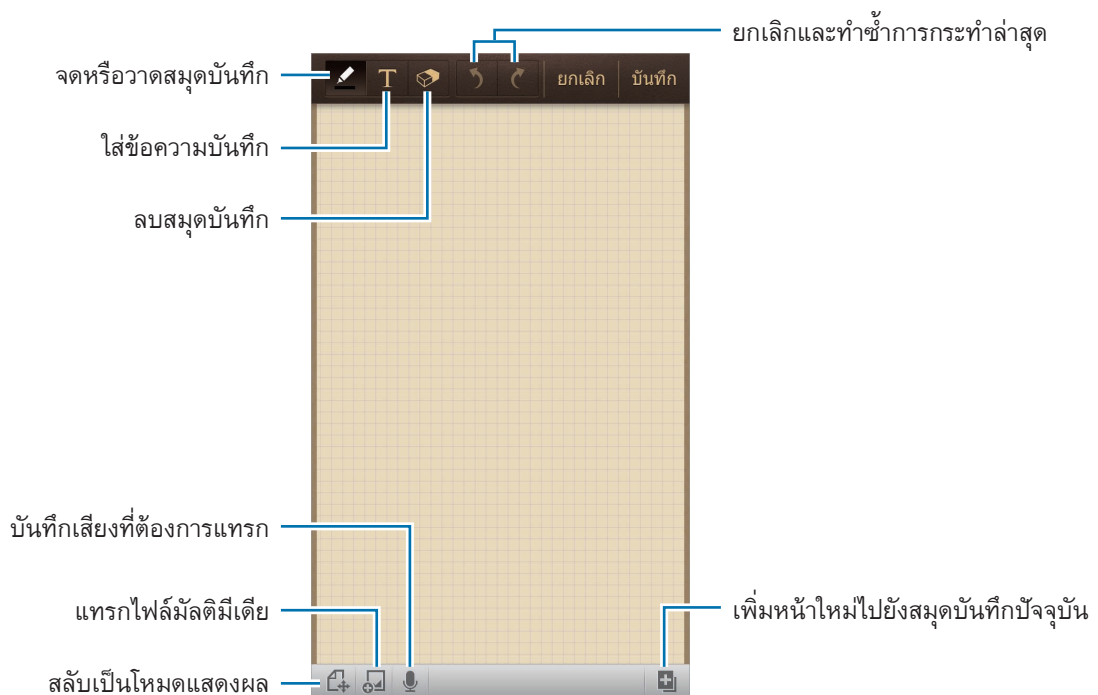 ยกเลิกและทำซ้ำการกระทำล่าสุด
จดหรือวาดสมุดบันทึก
T
ยกเลิก
บันทึก
ใส่ข้อความบันทึก
ลบสมุดบันทึก
บันทึกเสียงที่ต้องการแทรก
แทรกไฟล์มัลติมีเดีย
เพิ่มหน้าใหม่ไปยังสมุดบันทึกปัจจุบัน
สลับเป็นโหมดแสดงผล